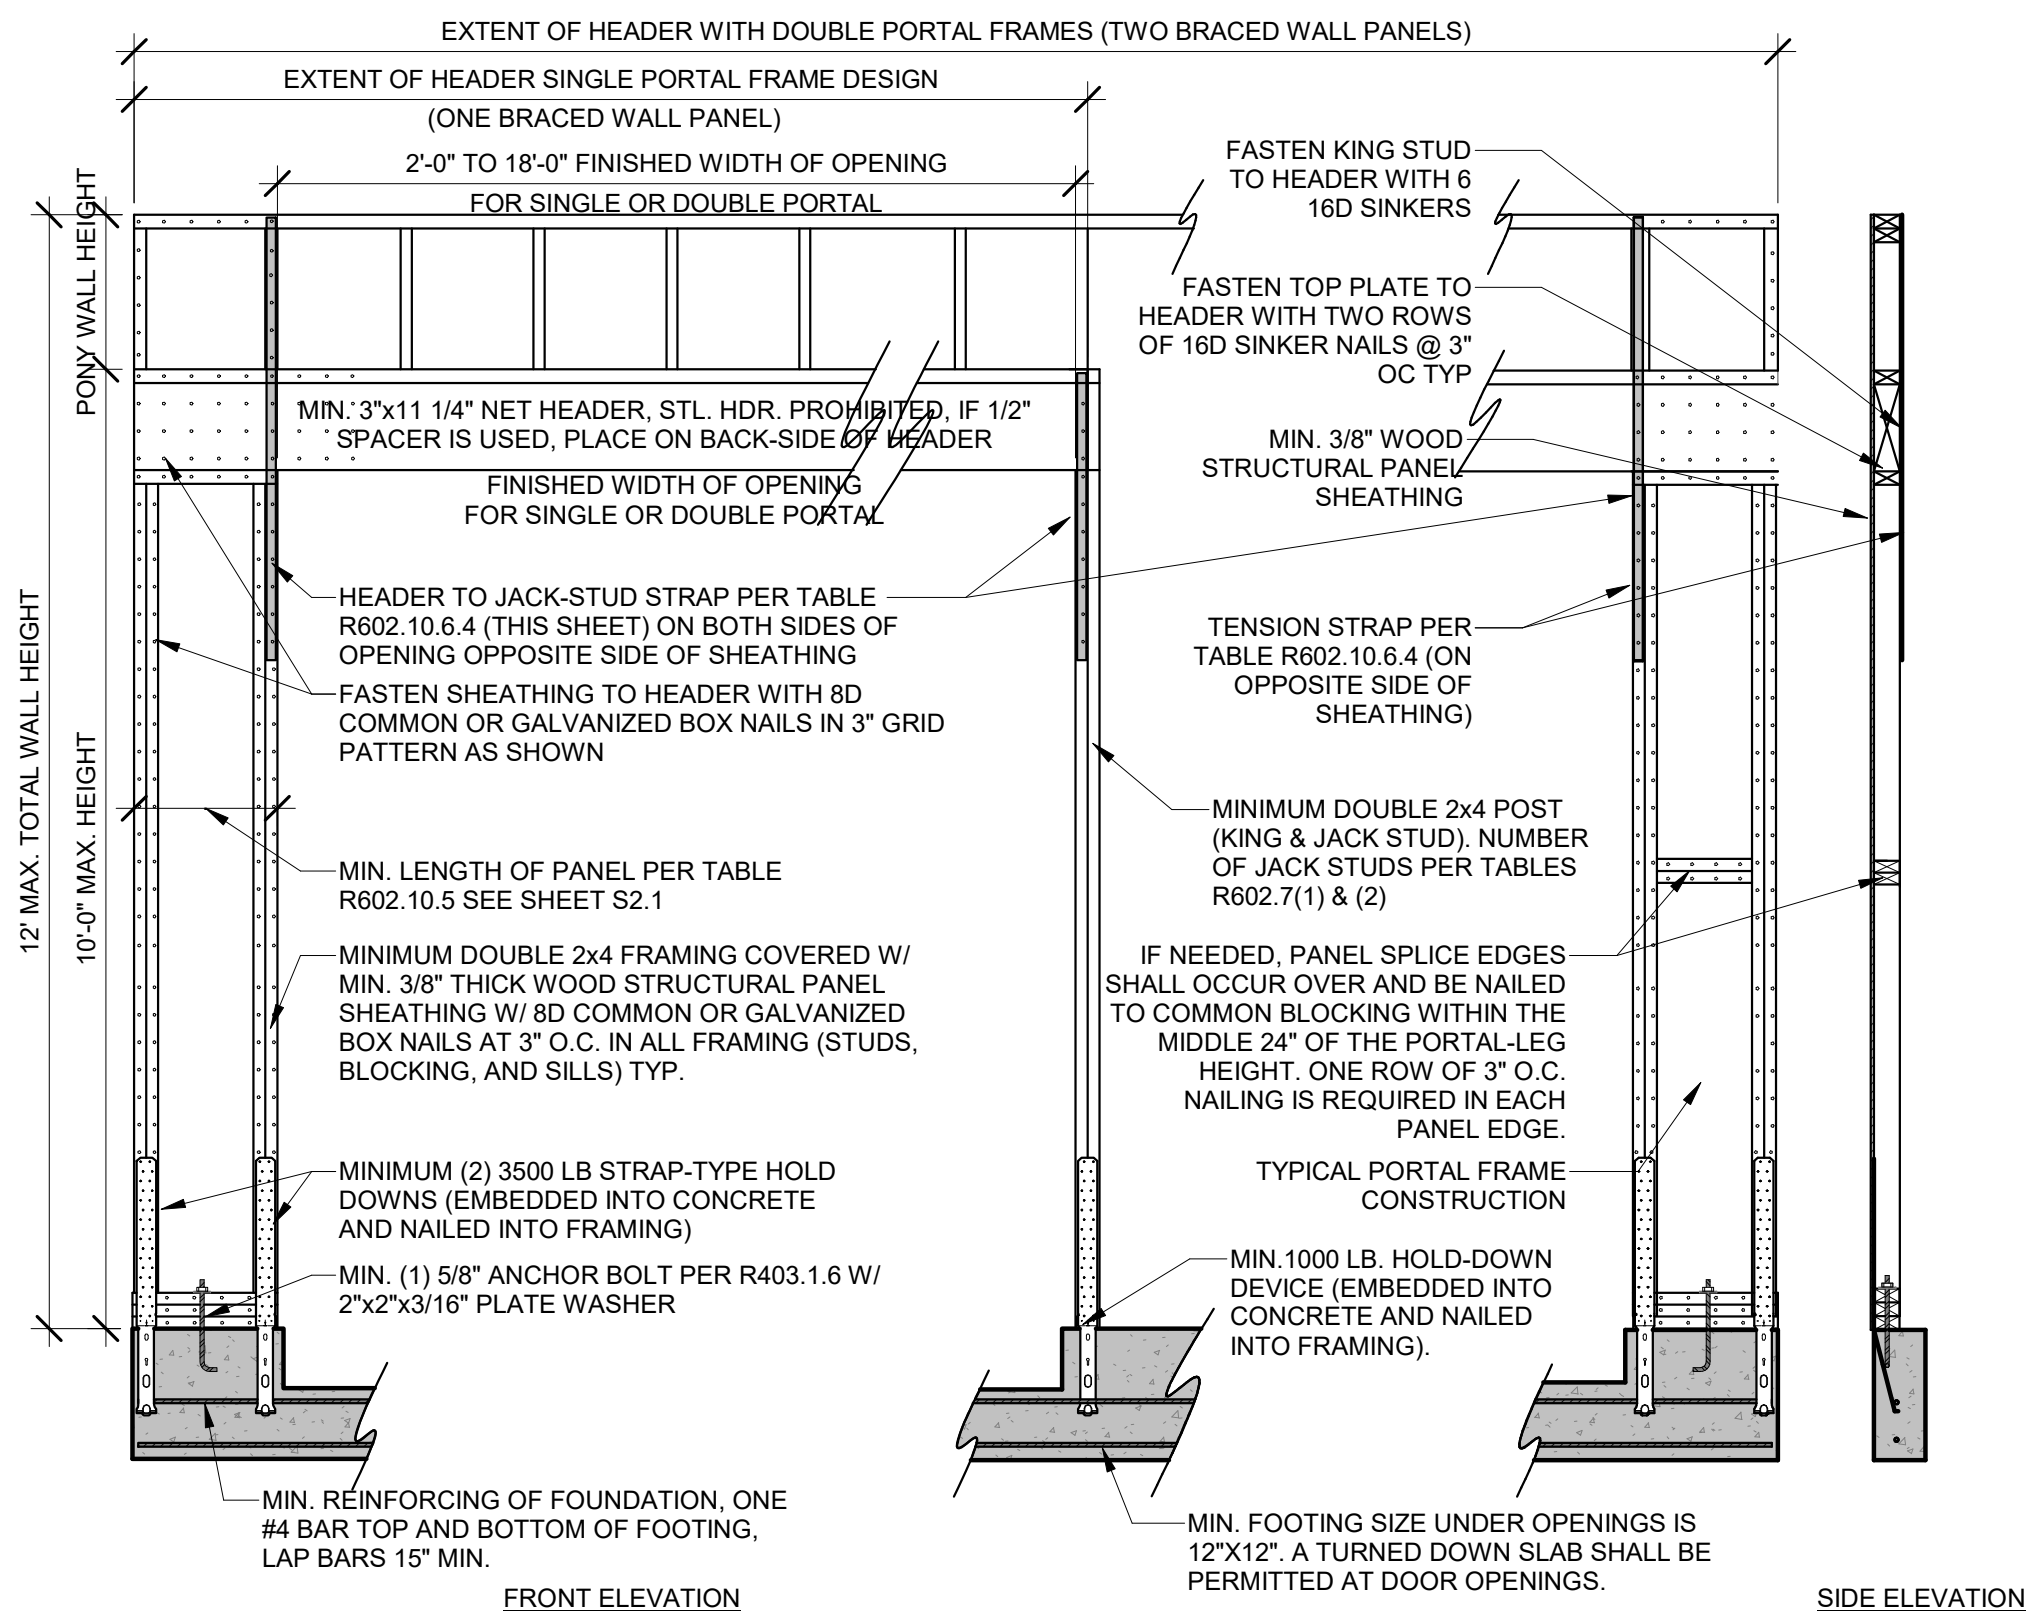 EXTENT OF HEADER WITH DOUBLE PORTAL FRAMES (TWO BRACED WALL PANELS)
EXTENT OF HEADER SINGLE PORTAL FRAME DESIGN
(ONE BRACED WALL PANEL)
2'-0" TO 18'-0" FINISHED WIDTH OF OPENING
FOR SINGLE OR DOUBLE PORTAL
FASTEN KING STUD
TO HEADER WITH 6
16D SINKERS
PONY WALL HEIGHT
FASTEN TOP PLATE TO
HEADER WITH TWO ROWS
OF 16D SINKER NAILS @ 3"
OC TYP
MIN. 3"x11 1/4" NET HEADER, STL. HDR. PROHIBITED, IF 1/2"
SPACER IS USED, PLACE ON BACK-SIDE OF HEADER
MIN. 3/8" WOOD
STRUCTURAL PANEL
SHEATHING
FINISHED WIDTH OF OPENING
FOR SINGLE OR DOUBLE PORTAL
12' MAX. TOTAL WALL HEIGHT
10'-0" MAX. HEIGHT
HEADER TO JACK-STUD STRAP PER TABLE
R602.10.6.4 (THIS SHEET) ON BOTH SIDES OF
OPENING OPPOSITE SIDE OF SHEATHING
TENSION STRAP PER
TABLE R602.10.6.4 (ON
OPPOSITE SIDE OF
SHEATHING)
FASTEN SHEATHING TO HEADER WITH 8D
COMMON OR GALVANIZED BOX NAILS IN 3" GRID
PATTERN AS SHOWN
MINIMUM DOUBLE 2x4 POST
(KING & JACK STUD). NUMBER
OF JACK STUDS PER TABLES
R602.7(1) & (2)
MIN. LENGTH OF PANEL PER TABLE
R602.10.5 SEE SHEET S2.1
MINIMUM DOUBLE 2x4 FRAMING COVERED W/
MIN. 3/8" THICK WOOD STRUCTURAL PANEL
SHEATHING W/ 8D COMMON OR GALVANIZED
BOX NAILS AT 3" O.C. IN ALL FRAMING (STUDS,
BLOCKING, AND SILLS) TYP.
IF NEEDED, PANEL SPLICE EDGES
SHALL OCCUR OVER AND BE NAILED
TO COMMON BLOCKING WITHIN THE
MIDDLE 24" OF THE PORTAL-LEG
HEIGHT. ONE ROW OF 3" O.C.
NAILING IS REQUIRED IN EACH
PANEL EDGE.
MINIMUM (2) 3500 LB STRAP-TYPE HOLD
DOWNS (EMBEDDED INTO CONCRETE
AND NAILED INTO FRAMING)
TYPICAL PORTAL FRAME
CONSTRUCTION
MIN. (1) 5/8" ANCHOR BOLT PER R403.1.6 W/
2"x2"x3/16" PLATE WASHER
MIN.1000 LB. HOLD-DOWN
DEVICE (EMBEDDED INTO
CONCRETE AND NAILED
INTO FRAMING).
MIN. REINFORCING OF FOUNDATION, ONE
#4 BAR TOP AND BOTTOM OF FOOTING,
LAP BARS 15" MIN.
MIN. FOOTING SIZE UNDER OPENINGS IS
12"X12". A TURNED DOWN SLAB SHALL BE
PERMITTED AT DOOR OPENINGS.
FRONT ELEVATION
SIDE ELEVATION